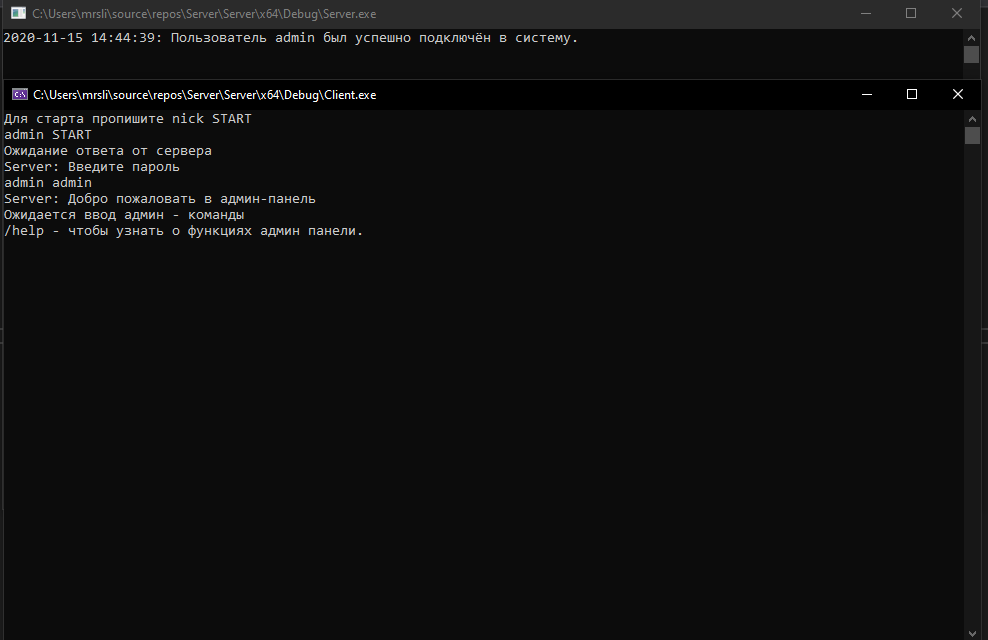 C:\Users\mrsli\source\repos\Server\Server\x64\Debug\Server.exe
2020-11-15 14:44:39: Пользователь admin был успешно подключён в систему.
C:\Users\mrsli\source\repos\Server\Server\x64\Debug\Client.exe
Для старта пропишите nick START
admin START
Ожидание ответа от сервера
Server: Введите пароль
admin admin
Server: Добро пожаловать в админ-панель
Ожидается ввод админ - команды
/help - чтобы узнать о функциях админ панели.